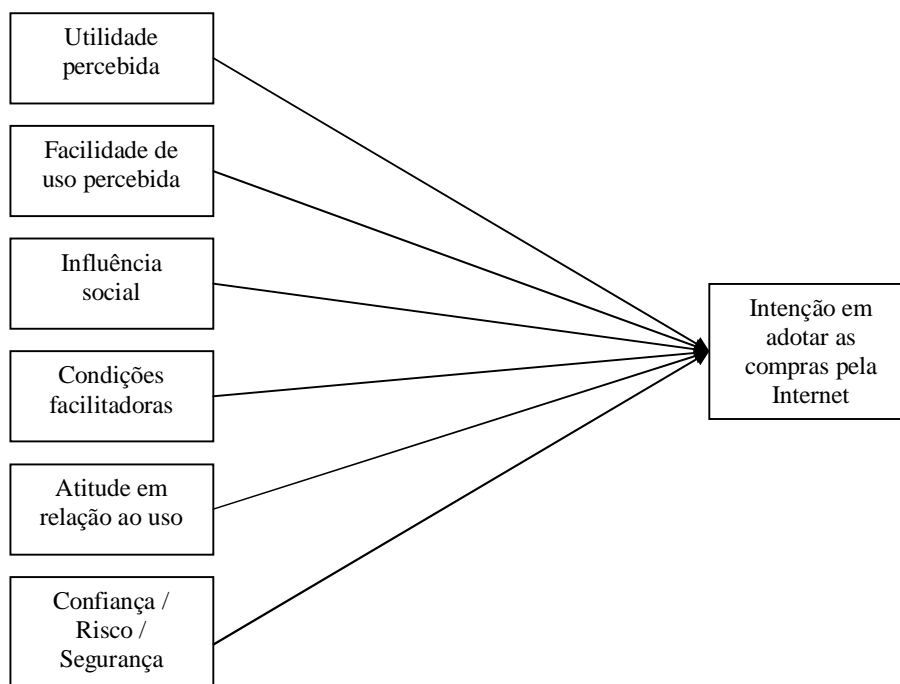 Utilidade
percebida
Facilidade de
uso percebida
Influência
social
Condições
facilitadoras
Atitude em
relação ao uso
Confiança /
Risco /
Segurança
Intenção em
adotar as
compras pela
Internet